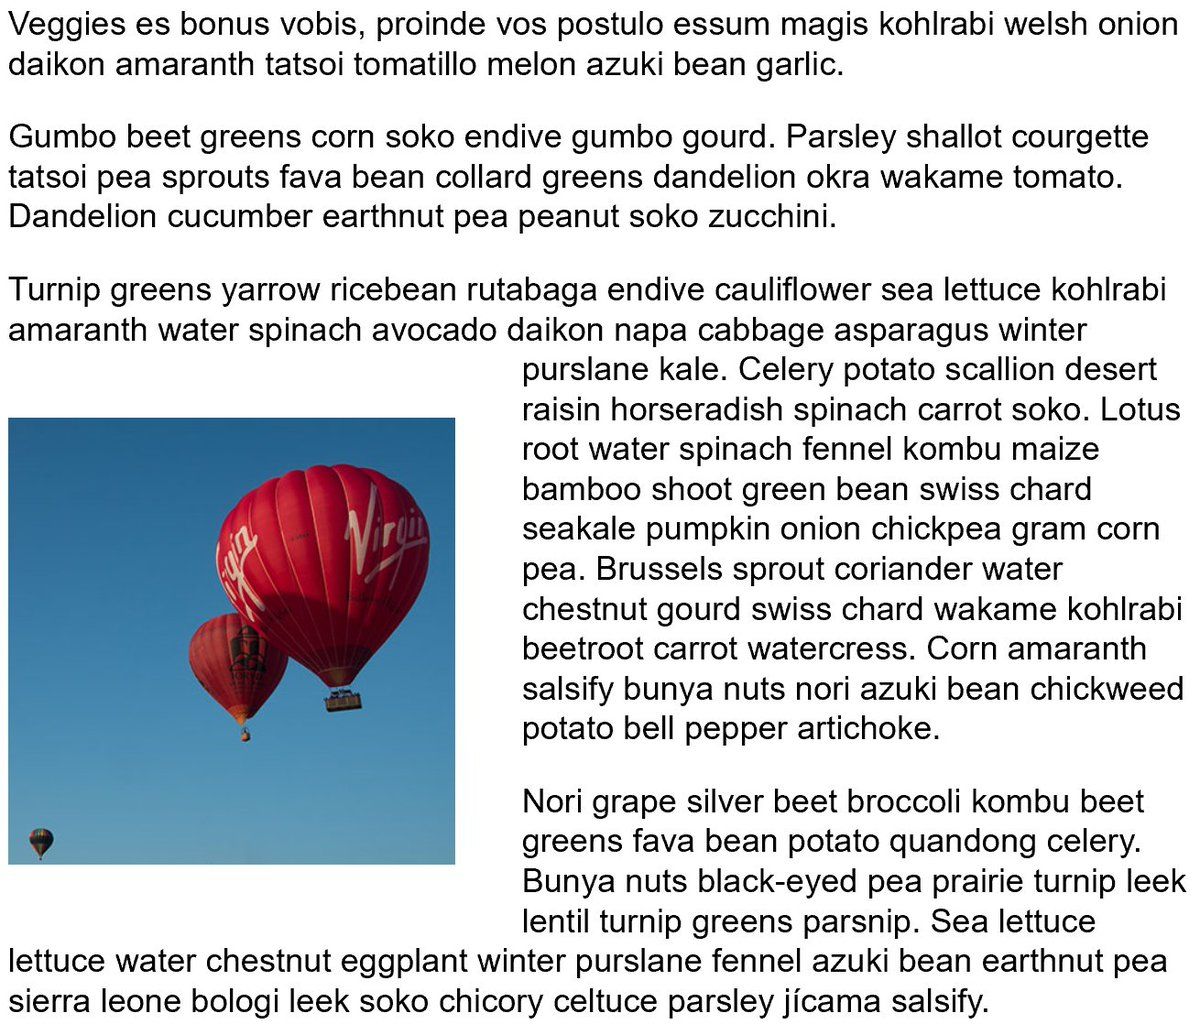 Veggies es bonus vobis, proinde vos postulo essum magis kohlrabi welsh onion
daikon amaranth tatsoi tomatillo melon azuki bean garlic.
Gumbo beet greens corn soko endive gumbo gourd. Parsley shallot courgette
tatsoi pea sprouts fava bean collard greens dandelion okra wakame tomato.
Dandelion cucumber earthnut pea peanut soko zucchini.
Turnip greens yarrow ricebean rutabaga endive cauliflower sea lettuce kohlrabi
amaranth water spinach avocado daikon napa cabbage asparagus winter
purslane kale. Celery potato scallion desert
raisin horseradish spinach carrot soko. Lotus
root water spinach fennel kombu maize
bamboo shoot green bean swiss chard
seakale pumpkin onion chickpea gram corn
pea. Brussels sprout coriander water
chestnut gourd swiss chard wakame kohlrabi
beetroot carrot watercress. Corn amaranth
salsify bunya nuts nori azuki bean chickweed
potato bell pepper artichoke.
Virgin
Nori grape silver beet broccoli kombu beet
greens fava bean potato quandong celery.
Bunya nuts black-eyed pea prairie turnip leek
lentil turnip greens parsnip. Sea lettuce
lettuce water chestnut eggplant winter purslane fennel azuki bean earthnut pea
sierra leone bologi leek soko chicory celtuce parsley jícama salsify.